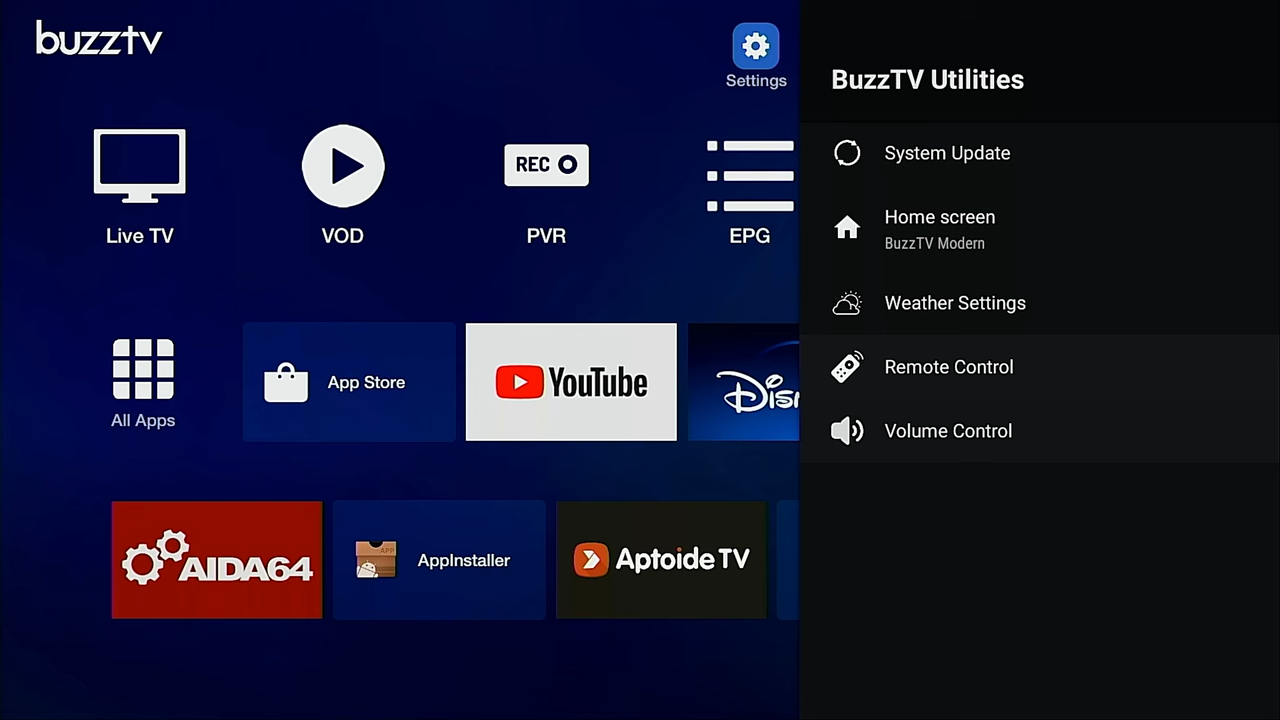 buzztv
Settings
Live TV
VOD
REC
PVR
EPG
All Apps
App Store
YouTube
AIDA64
APP
AppInstaller
Aptoide TV
BuzzTV Utilities
System Update
Home screen
BuzzTV Modern
Weather Settings
Remote Control
Volume Control